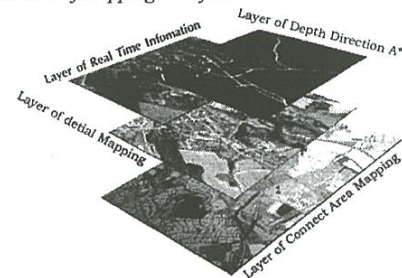 Layer of Real Time Infomation
Layer of Depth Direction A*
Layer of detial Mapping
Layer of Connect Area Mapping